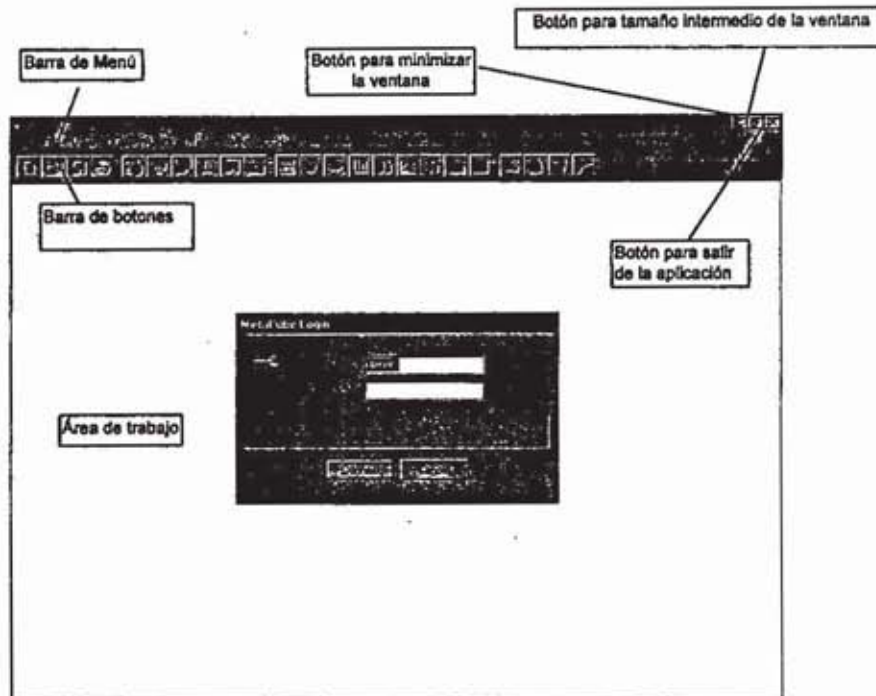 Botón para tamaño intermedio de la ventana
Barra de Menú
Botón para minimizar
la ventana
Barra de botones
Botón para salir
de la aplicación
Login
Área de trabajo